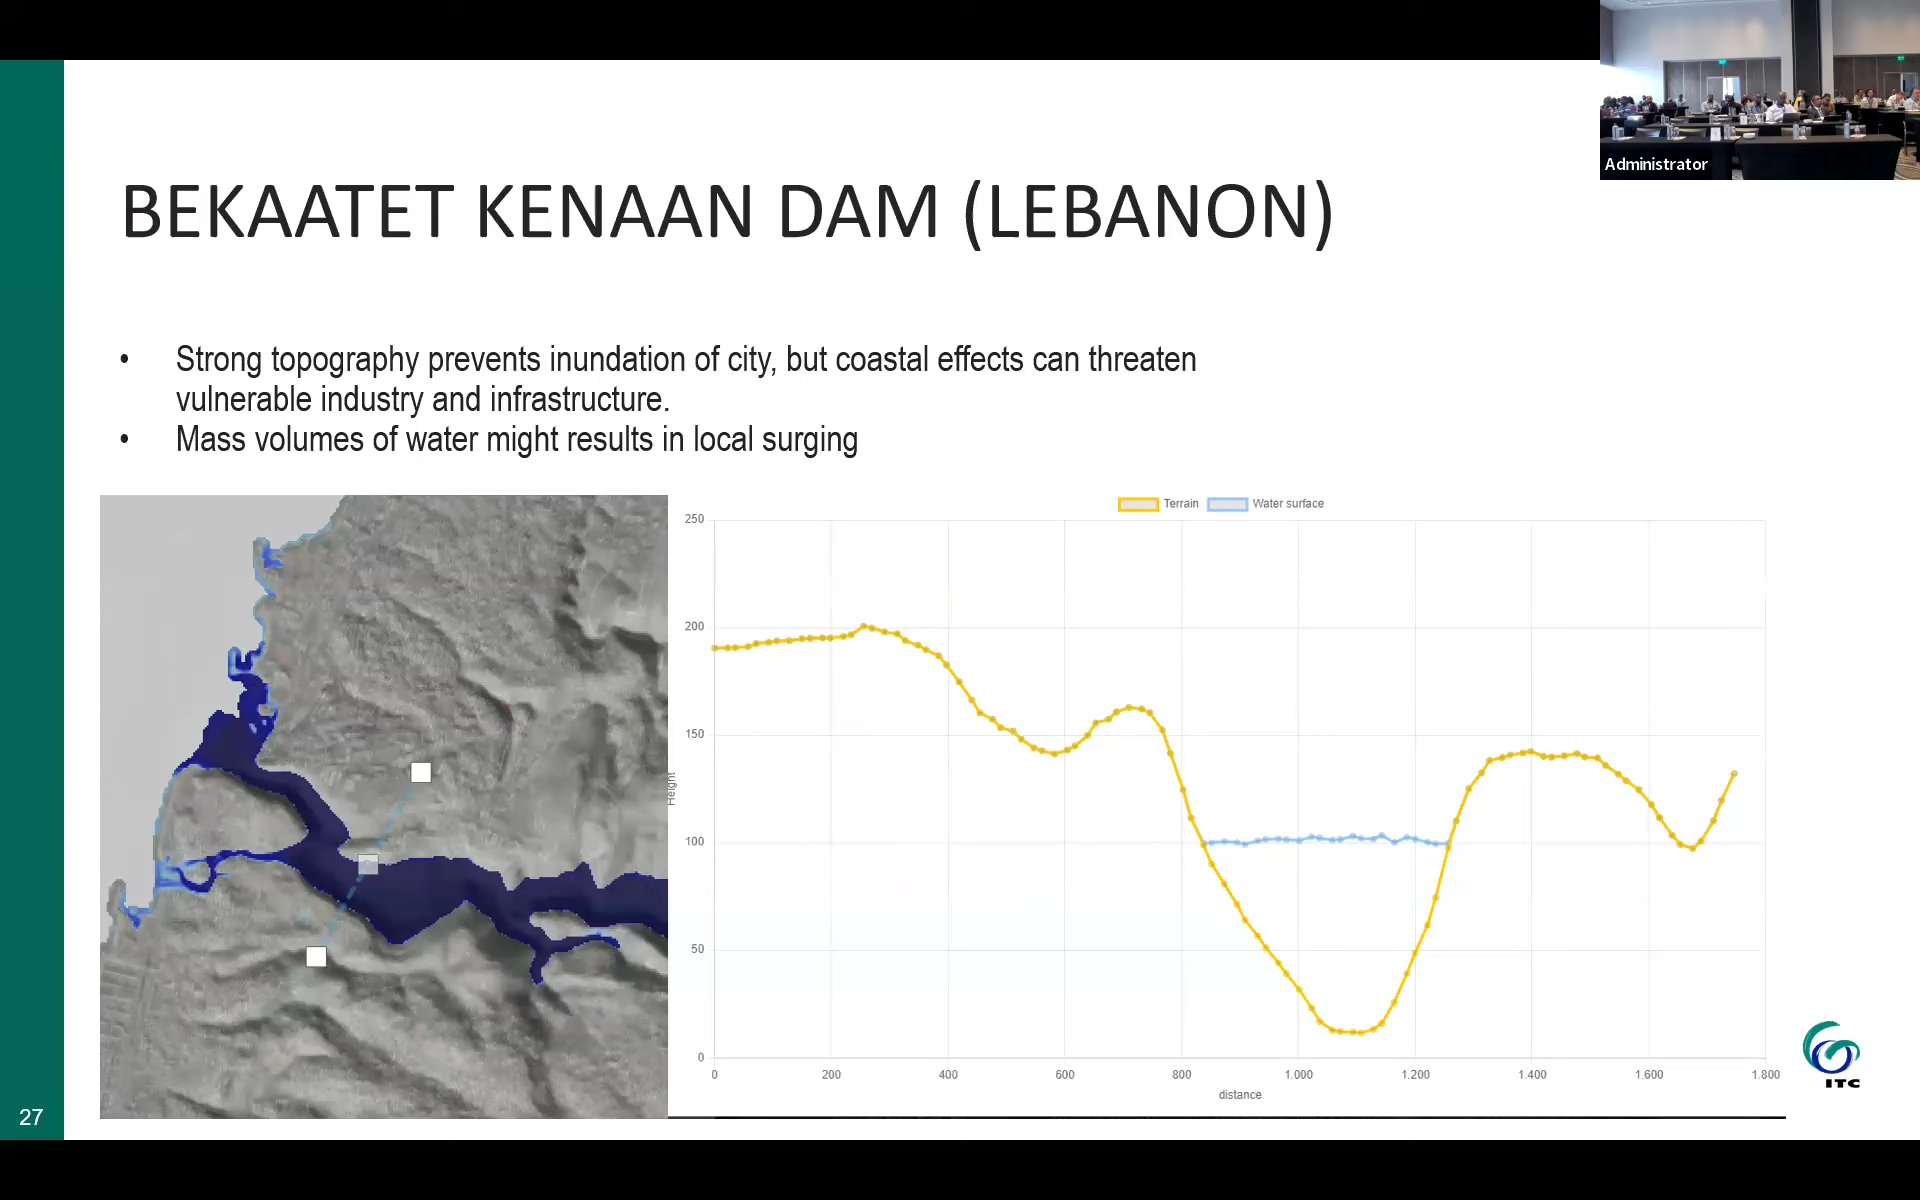 Administrator
BEKAATET KENAAN DAM (LEBANON)
• Strong topography prevents inundation of city, but coastal effects can threaten
vulnerable industry and infrastructure.
• Mass volumes of water might results in local surging
Terrain Water surface
250
200
150
100
50
0
Height
0 200 400 600 800 1.000 1.200 1.400 1.600 1.800
distance
ITC
27